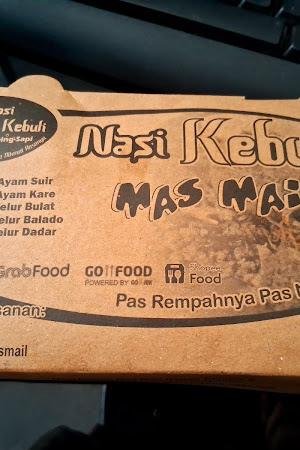 Nasi
Kebuli
Nasi Kebu
MAS MA
Ayam Suir
Ayam Kare
elur Bulat
elur Balado
elur Dadar
GrabFood
GOFOOD
POWERED BY GOPAY
Shopee
Food
Pas Rempahnya Pas
sanan:
smail